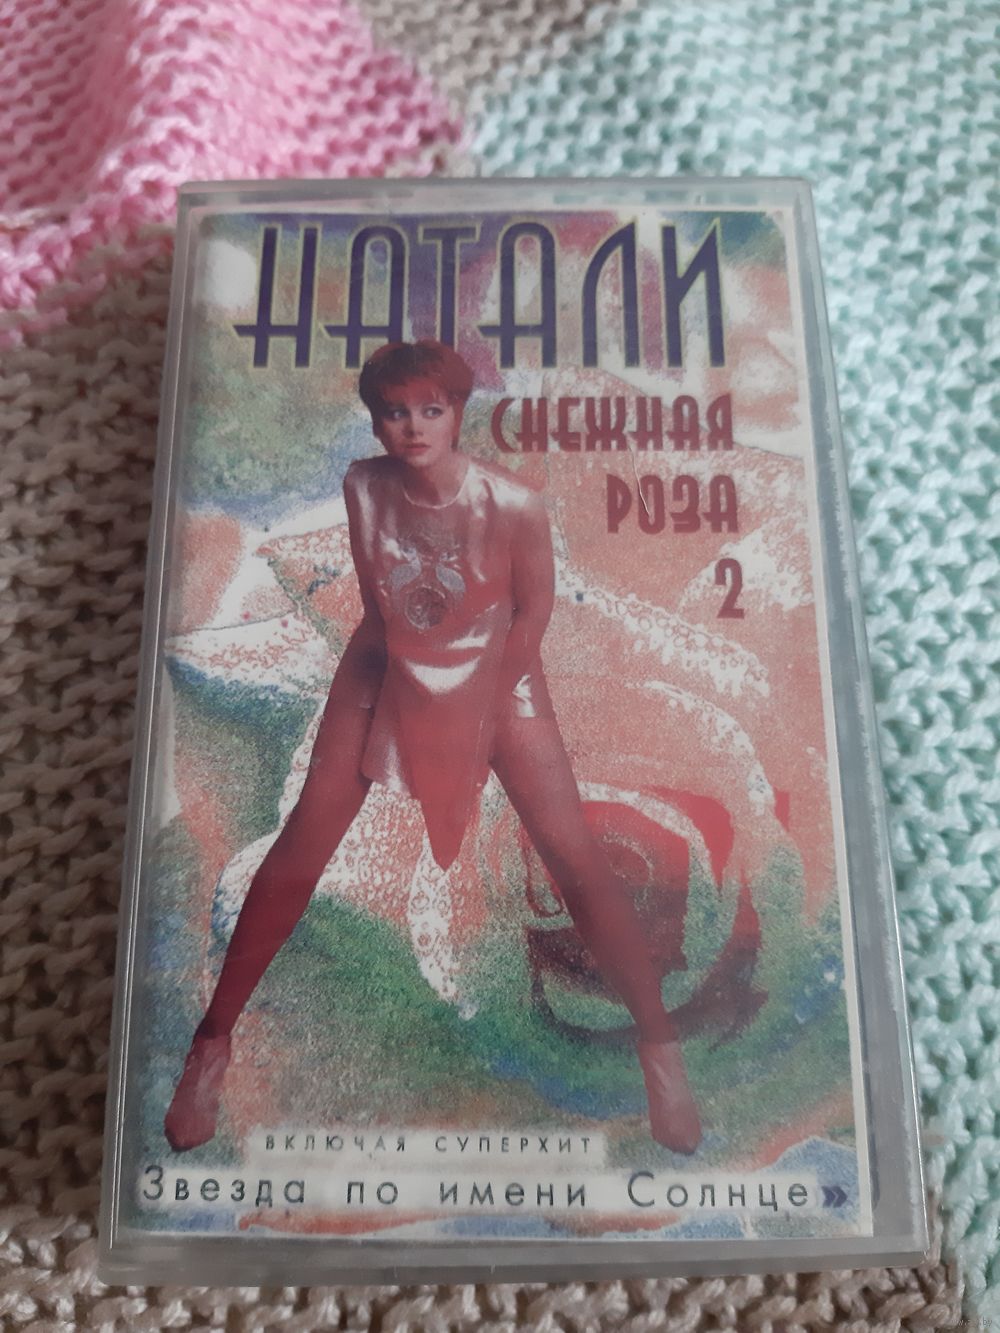 НАТАЛИ
СНЕЖНАЯ
РОЗА
2
ВКЛЮЧАЯ СУПЕРХИТ
Звезда по имени Солнце»